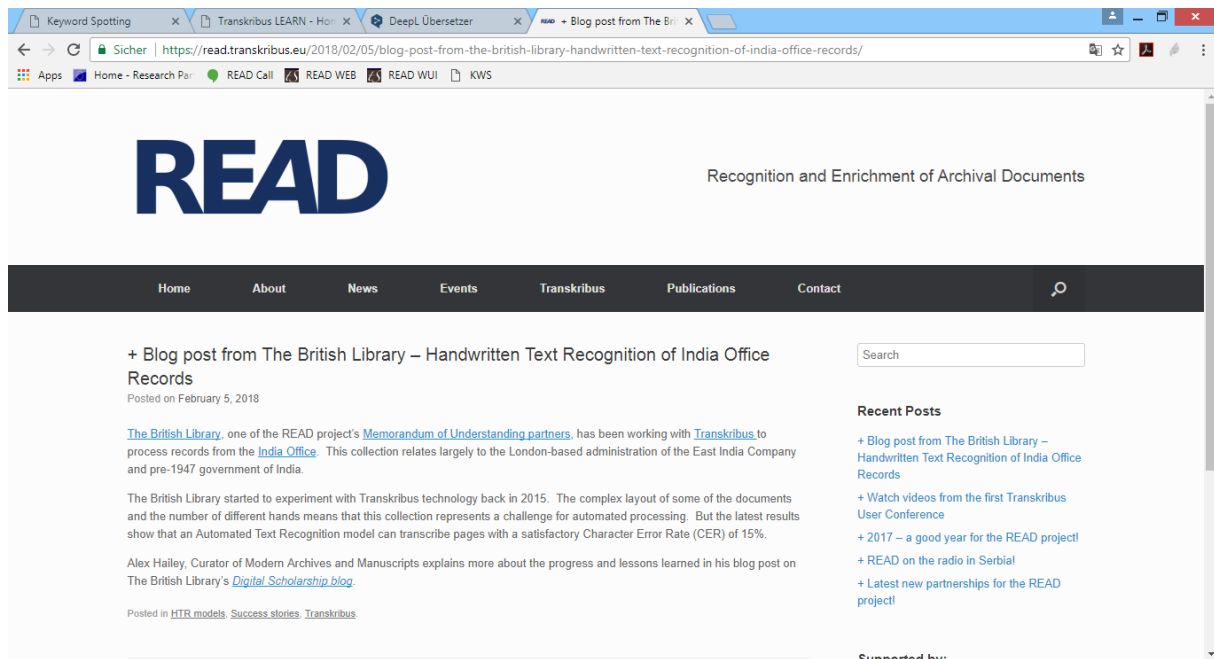 Keyword Spotting
Transkribus LEARN - Hon
DeepL Übersetzer
READ + Blog post from The Bri
Sicher | https://read.transkribus.eu/2018/02/05/blog-post-from-the-british-library-handwritten-text-recognition-of-india-office-records/
Apps Home - Research Par READ Call READ WEB READ WUI KWS
READ
Recognition and Enrichment of Archival Documents
Home About News Events Transkribus Publications Contact
+ Blog post from The British Library – Handwritten Text Recognition of India Office
Records
Posted on February 5, 2018
The British Library, one of the READ project's Memorandum of Understanding partners, has been working with Transkribus to
process records from the India Office. This collection relates largely to the London-based administration of the East India Company
and pre-1947 government of India.
The British Library started to experiment with Transkribus technology back in 2015. The complex layout of some of the documents
and the number of different hands means that this collection represents a challenge for automated processing. But the latest results
show that an Automated Text Recognition model can transcribe pages with a satisfactory Character Error Rate (CER) of 15%.
Alex Hailey, Curator of Modern Archives and Manuscripts explains more about the progress and lessons learned in his blog post on
The British Library's Digital Scholarship blog.
Posted in HTR models, Success stories, Transkribus.
Search
Recent Posts
+ Blog post from The British Library –
Handwritten Text Recognition of India Office
Records
+ Watch videos from the first Transkribus
User Conference
+ 2017 – a good year for the READ project!
+ READ on the radio in Serbia!
+ Latest new partnerships for the READ
project!
Supported by: